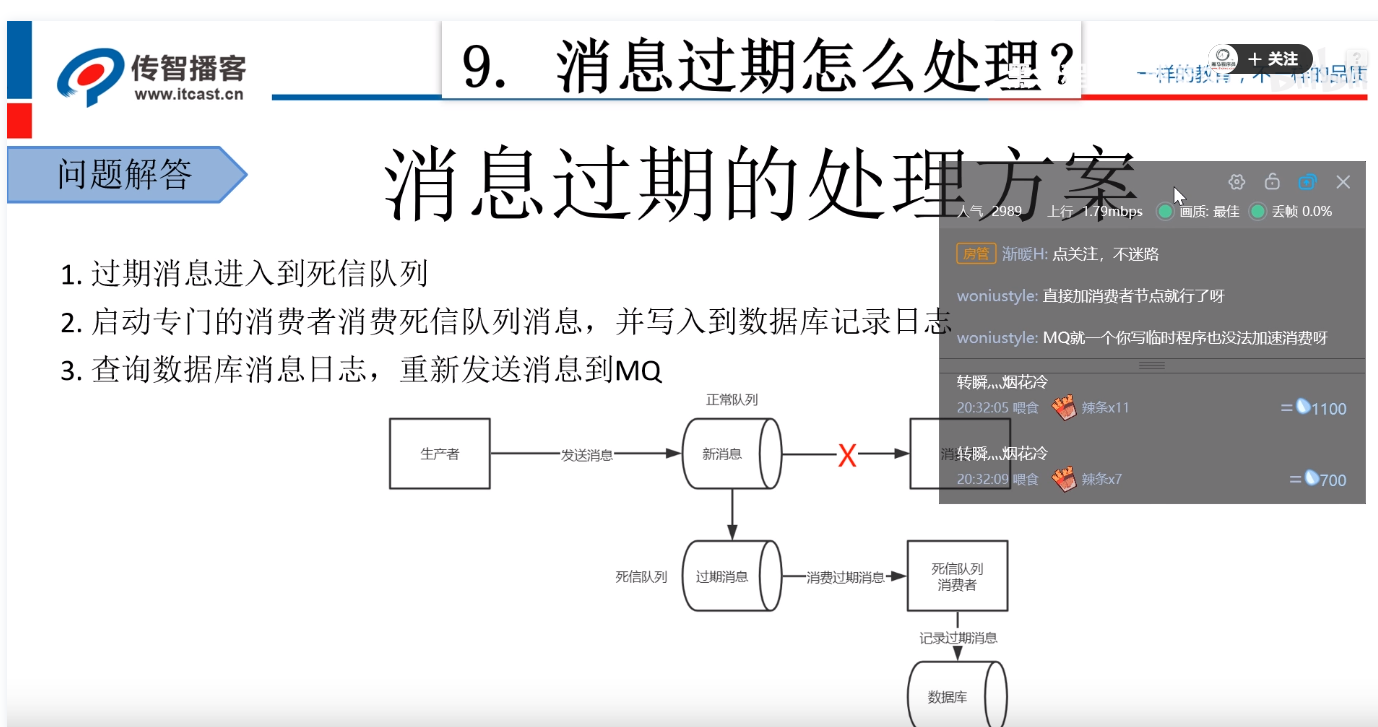 传智播客
www.itcast.cn
9. 消息过期怎么处理?
+ 关注
问题解答
消息过期的处理方案
人气 2989 上行 1.79mbps 画质: 最佳 丢帧 0.0%
房管 渐暖H: 点关注，不迷路
woniustyle: 直接加消费者节点就行了呀
woniustyle: MQ就一个你写临时程序也没法加速消费呀
转瞬灬烟花冷
20:32:05 喂食 辣条x11 =1100
转瞬灬烟花冷
20:32:09 喂食 辣条x7 =700
1. 过期消息进入到死信队列
2. 启动专门的消费者消费死信队列消息，并写入到数据库记录日志
3. 查询数据库消息日志，重新发送消息到MQ
正常队列
生产者
发送消息
新消息
X
死信队列
过期消息
消费过期消息
死信队列
消费者
记录过期消息
数据库